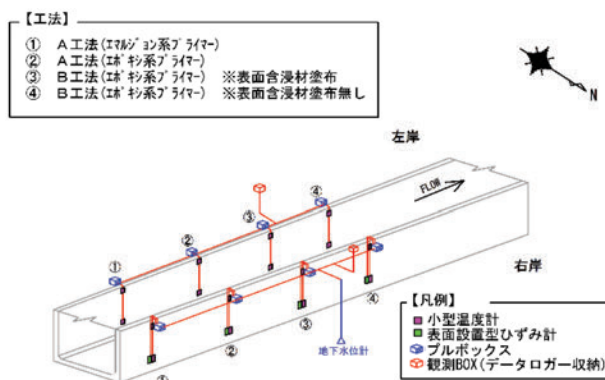 【工法】
① A工法(エマルジョン系プライマー)
② A工法(エポキシ系プライマー)
③ B工法(エポキシ系プライマー) ※表面含浸材塗布
④ B工法(エポキシ系プライマー) ※表面含浸材塗布無し
N
左岸
FLOW
④
③
②
①
右岸
④
③
②
①
地下水位計
【凡例】
小型温度計
表面設置型ひずみ計
プルボックス
観測BOX(データロガー収納)